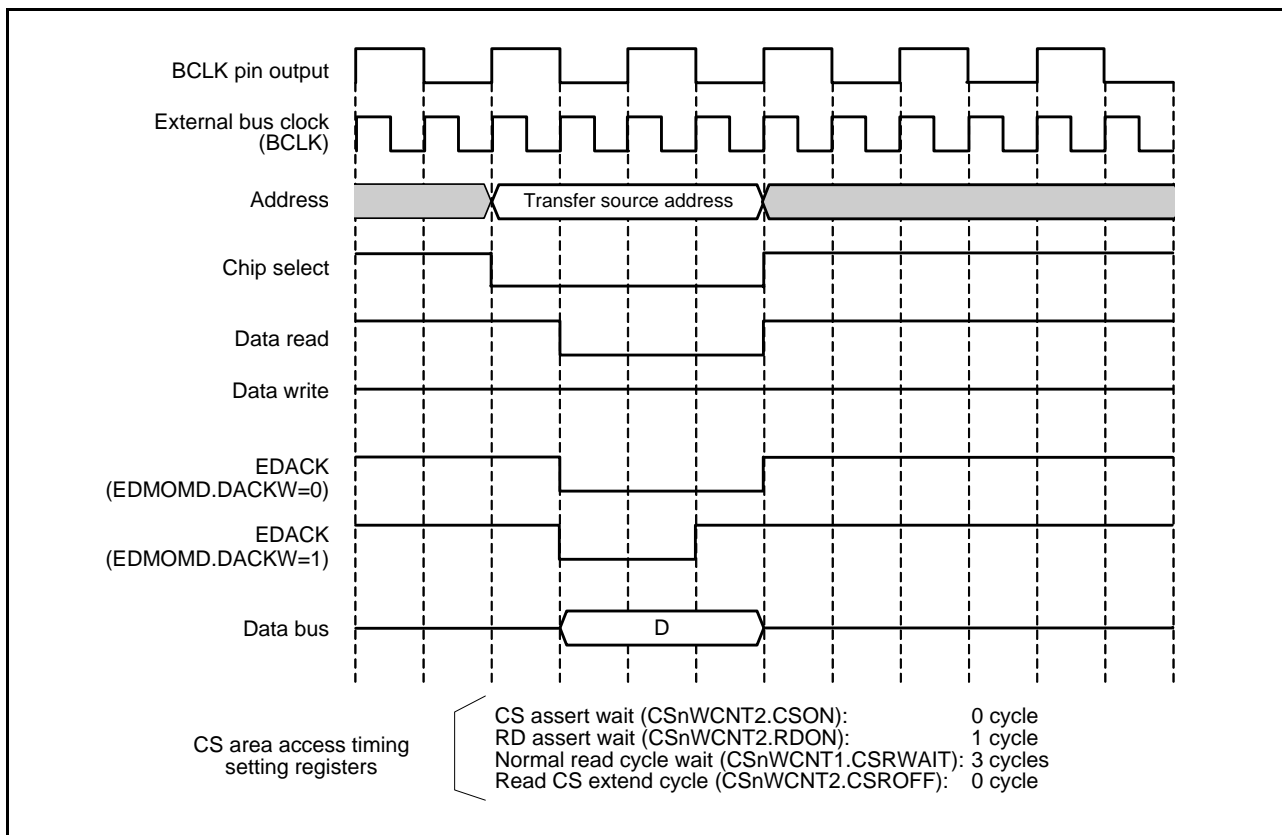 BCLK pin output
External bus clock
(BCLK)
Address
Transfer source address
Chip select
Data read
Data write
EDACK
(EDMOMD.DACKW=0)
EDACK
(EDMOMD.DACKW=1)
Data bus
D
CS area access timing
setting registers
CS assert wait (CSnWCNT2.CSON): 0 cycle
RD assert wait (CSnWCNT2.RDON): 1 cycle
Normal read cycle wait (CSnWCNT1.CSRWAIT): 3 cycles
Read CS extend cycle (CSnWCNT2.CSROFF): 0 cycle